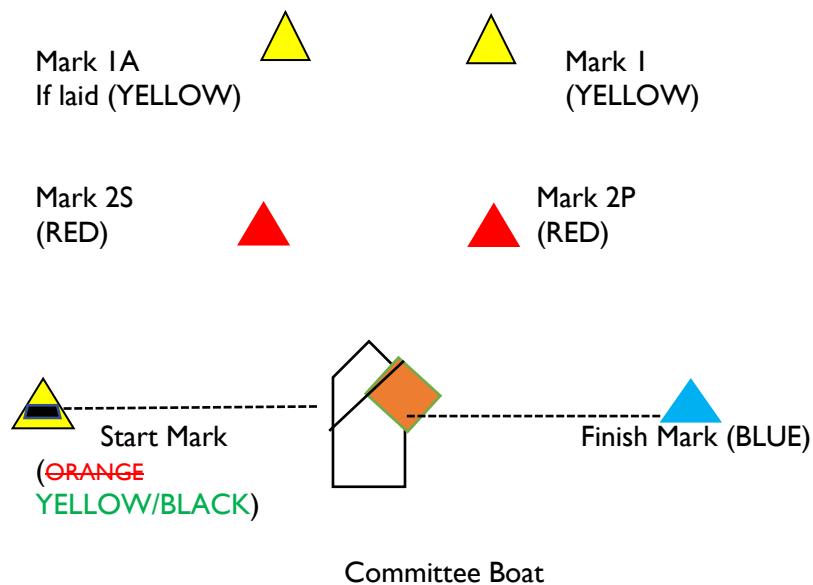 Mark 1A
If laid (YELLOW)
Mark 1
(YELLOW)
Mark 2S
(RED)
Mark 2P
(RED)
Start Mark
(ORANGE
YELLOW/BLACK)
Finish Mark (BLUE)
Committee Boat